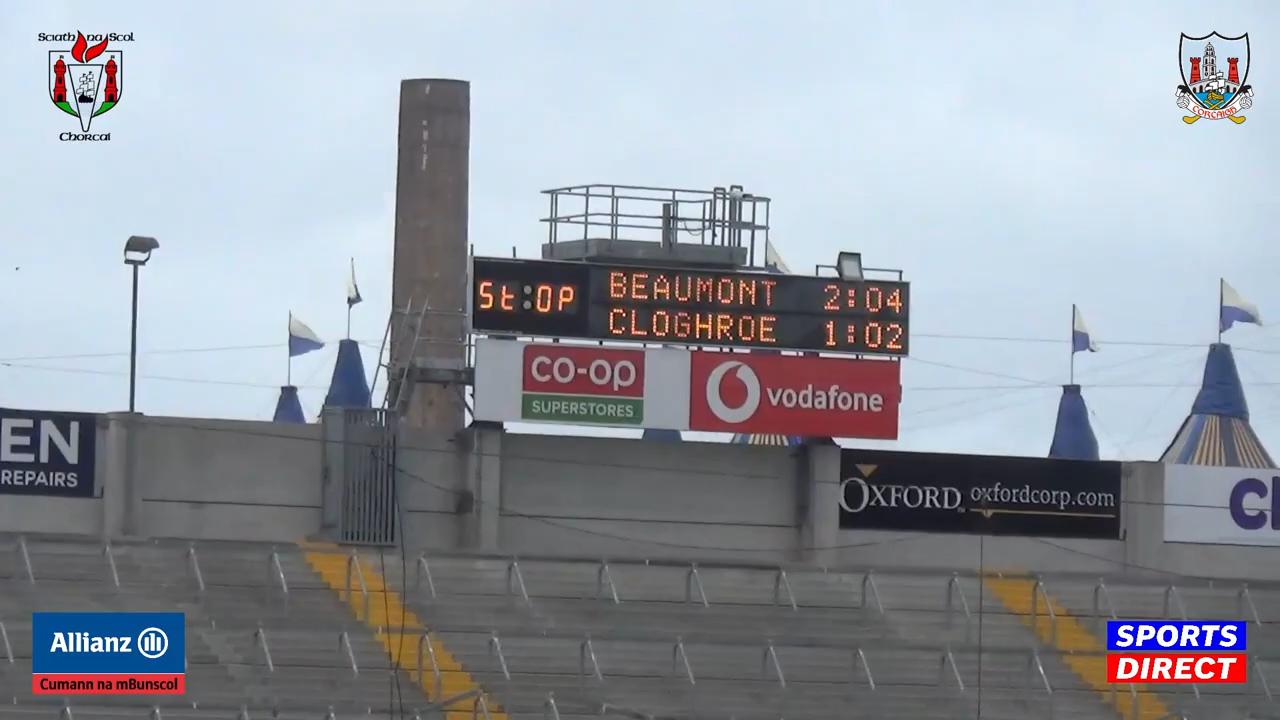 Sciath na Scol
Chorcaí
CORCAIGH
St:OP
BEAUMONT 2:04
CLOGHROE 1:02
CO-OP
SUPERSTORES
vodafone
EN
REPAIRS
OXFORD oxfordcorp.com
Allianz
Cumann na mBunscol
SPORTS
DIRECT